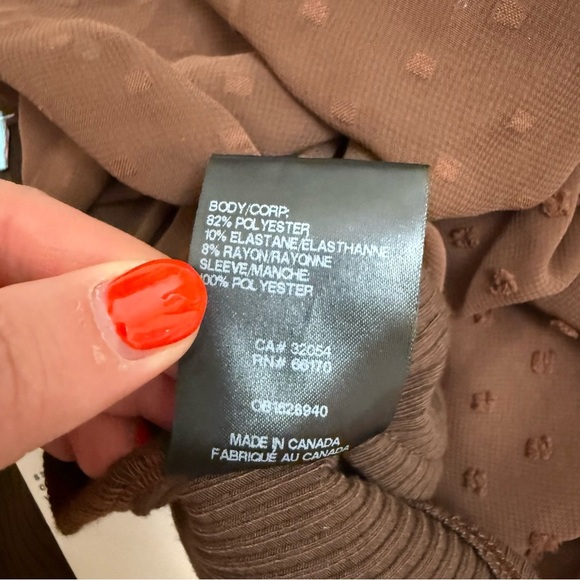 BODY/CORP:
82% POLYESTER
10% ELASTANE/ÉLASTHANNE
8% RAYON/RAYONNE
SLEEVE/MANCHE:
100% POLYESTER
CA# 32054
RN# 66170
OB1628940
MADE IN CANADA
FABRIQUÉ AU CANADA